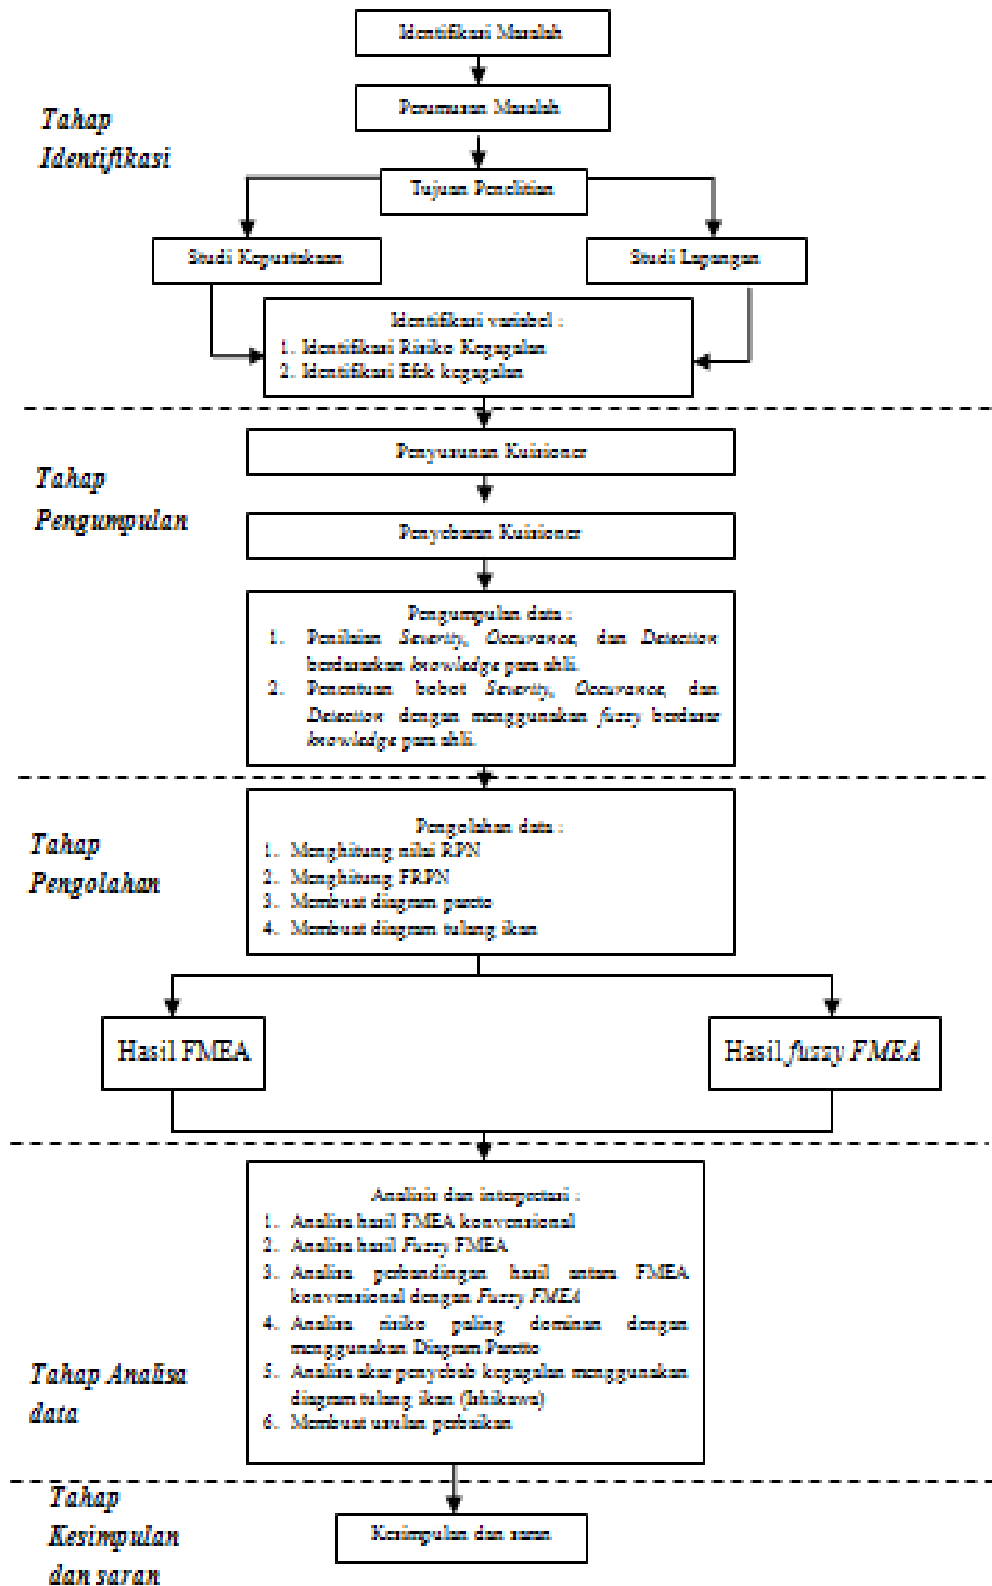 Identifikasi Masalah
Perumusan Masalah
Tahap
Identifikasi
Tujuan Penelitian
Studi Kepustakaan
Studi Lapangan
Identifikasi variabel :
1. Identifikasi Risiko Kegagalan
2. Identifikasi Efek kegagalan
Penyusunan Kuisioner
Tahap
Pengumpulan
Penyebaran Kuisioner
Pengumpulan data :
1. Penilaian Severity, Occurance, dan Detection
berdasarkan knowledge para ahli.
2. Penentuan bobot Severity, Occurance, dan
Detection dengan menggunakan fuzzy berdasar
knowledge para ahli.
Tahap
Pengolahan
Pengolahan data :
1. Menghitung nilai RPN
2. Menghitung FRPN
3. Membuat diagram pareto
4. Membuat diagram tulang ikan
Hasil FMEA
Hasil fuzzy FMEA
Analisis dan interpretasi :
1. Analisa hasil FMEA konvensional
2. Analisa hasil Fuzzy FMEA
3. Analisa perbandingan hasil antara FMEA
konvensional dengan Fuzzy FMEA
4. Analisa risiko paling dominan dengan
menggunakan Diagram Paretto
5. Analisa akar penyebab kegagalan menggunakan
diagram tulang ikan (Ishikawa)
6. Membuat usulan perbaikan
Tahap Analisa
data
Tahap
Kesimpulan
dan saran
Kesimpulan dan saran